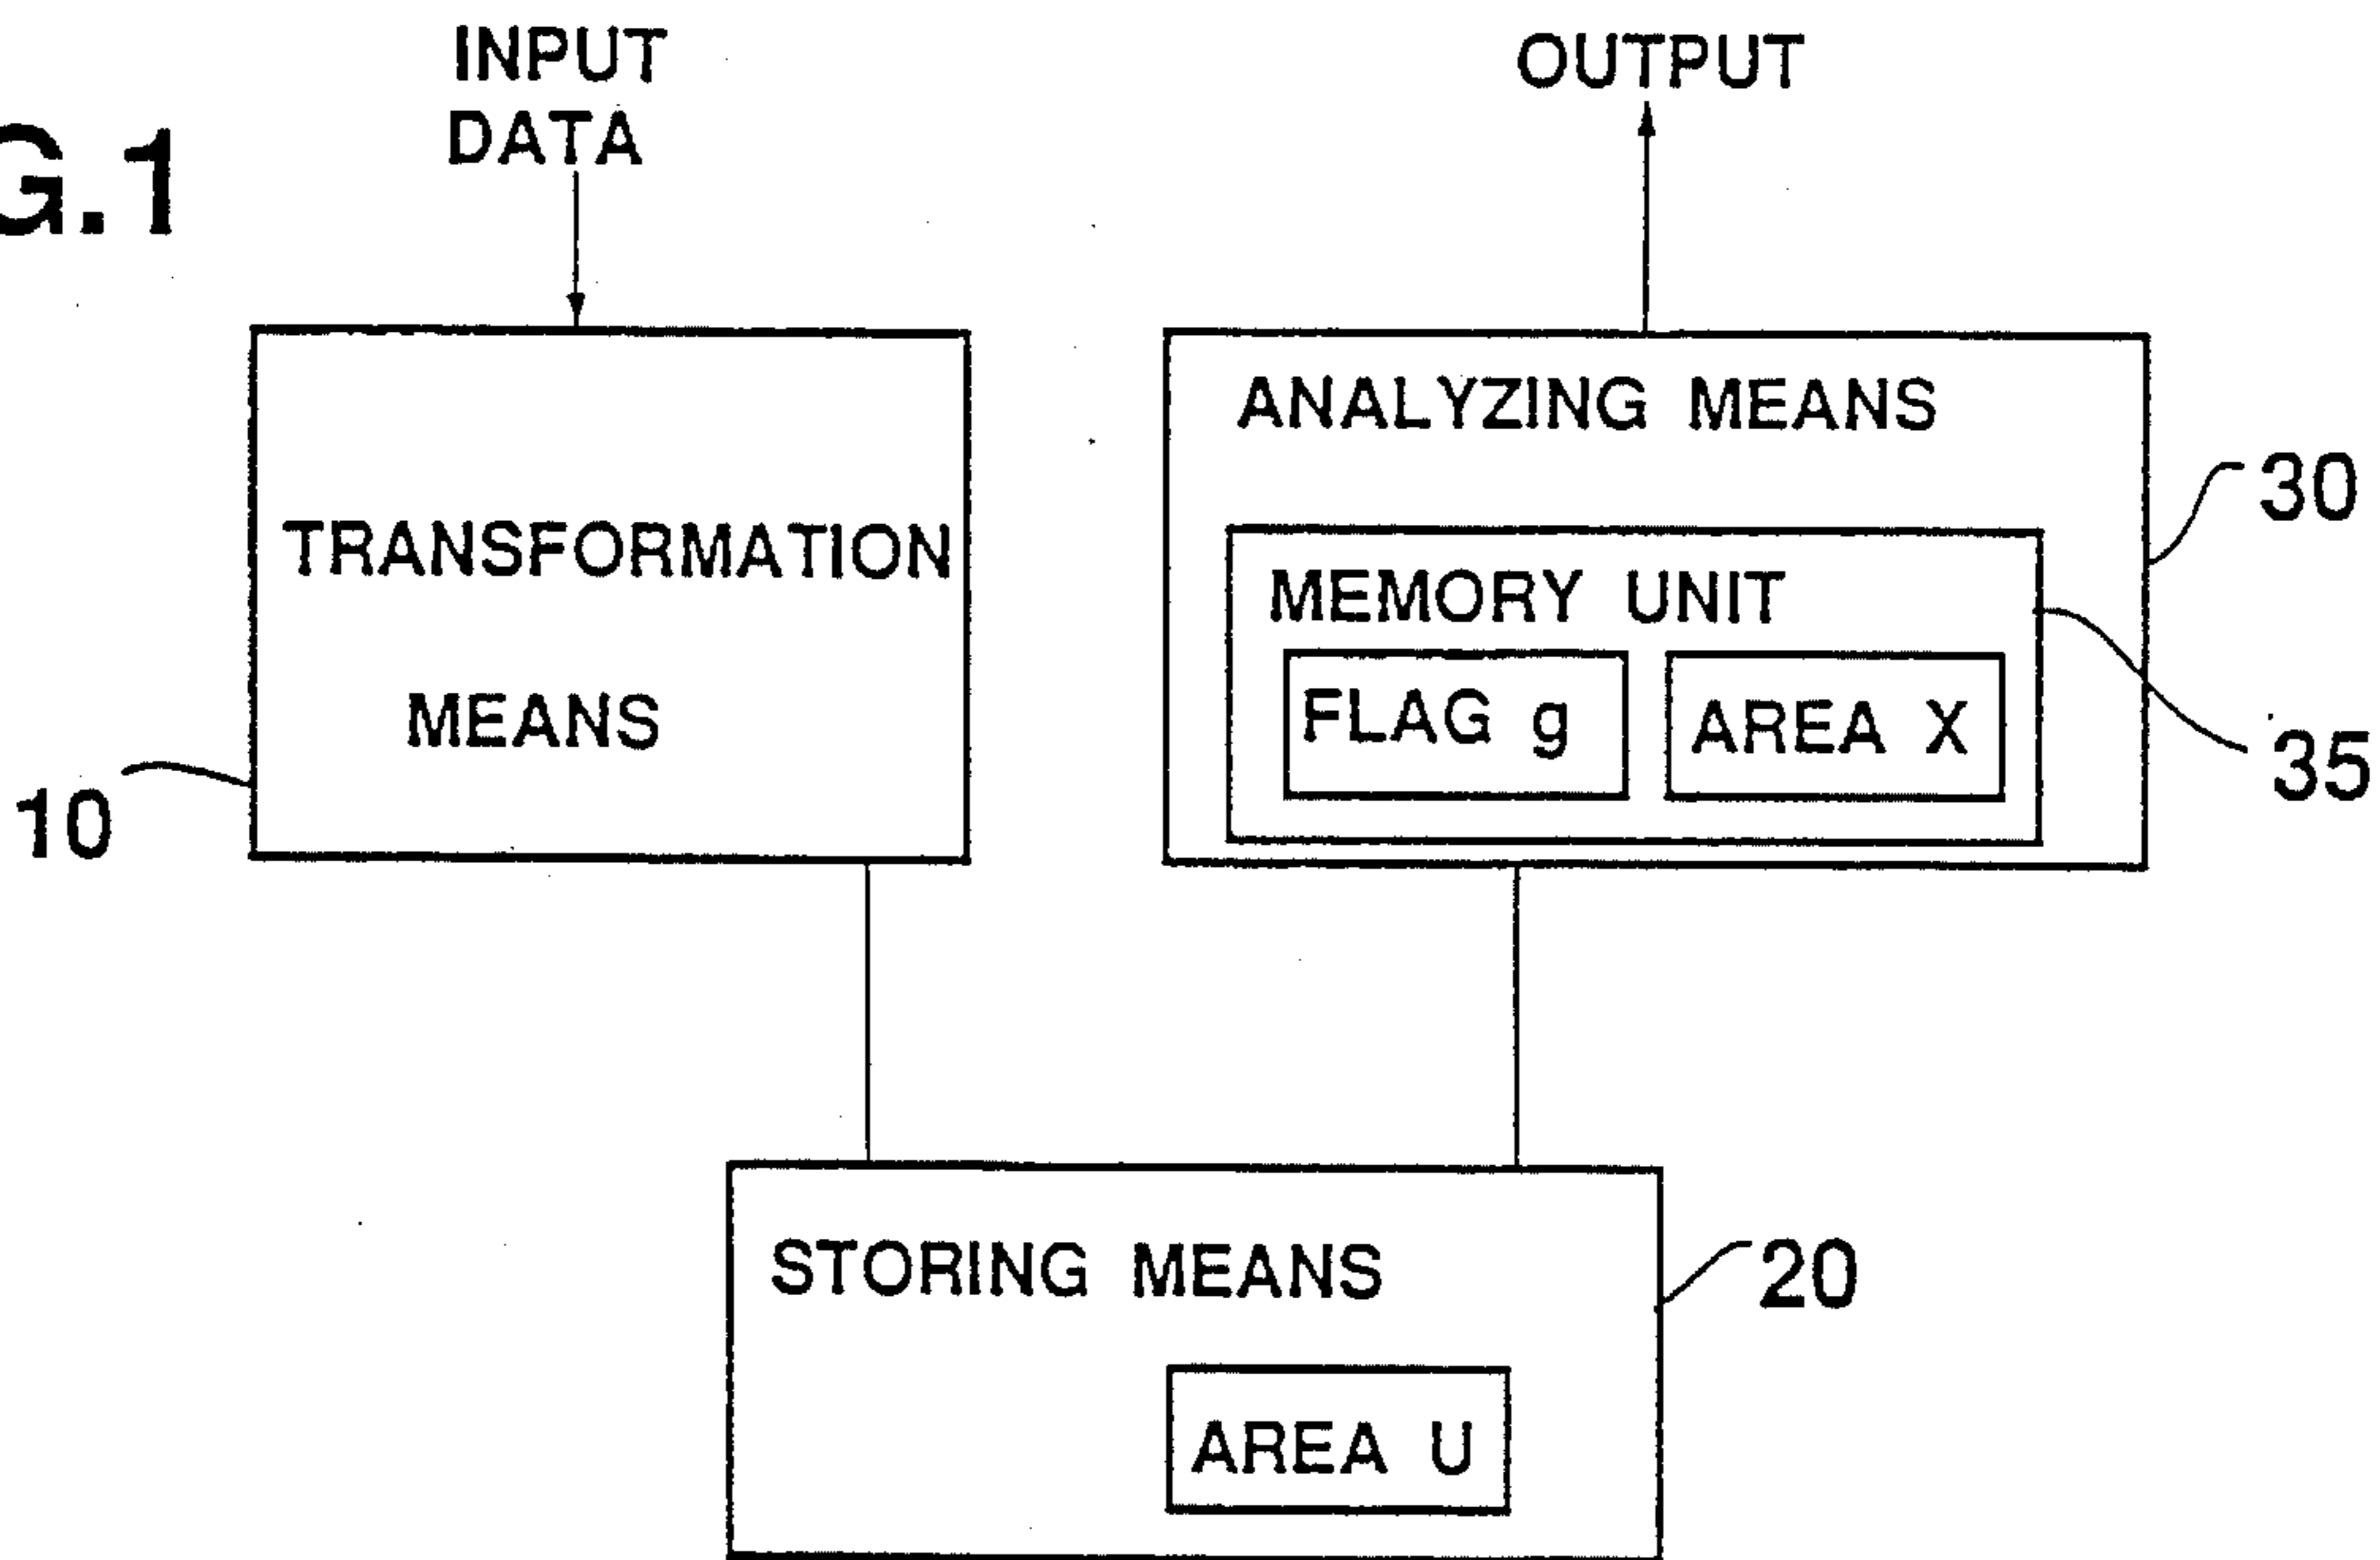 G.1
INPUT
DATA
OUTPUT
TRANSFORMATION
MEANS
10
ANALYZING MEANS
MEMORY UNIT
FLAG g
AREA X
30
35
STORING MEANS
AREA U
20